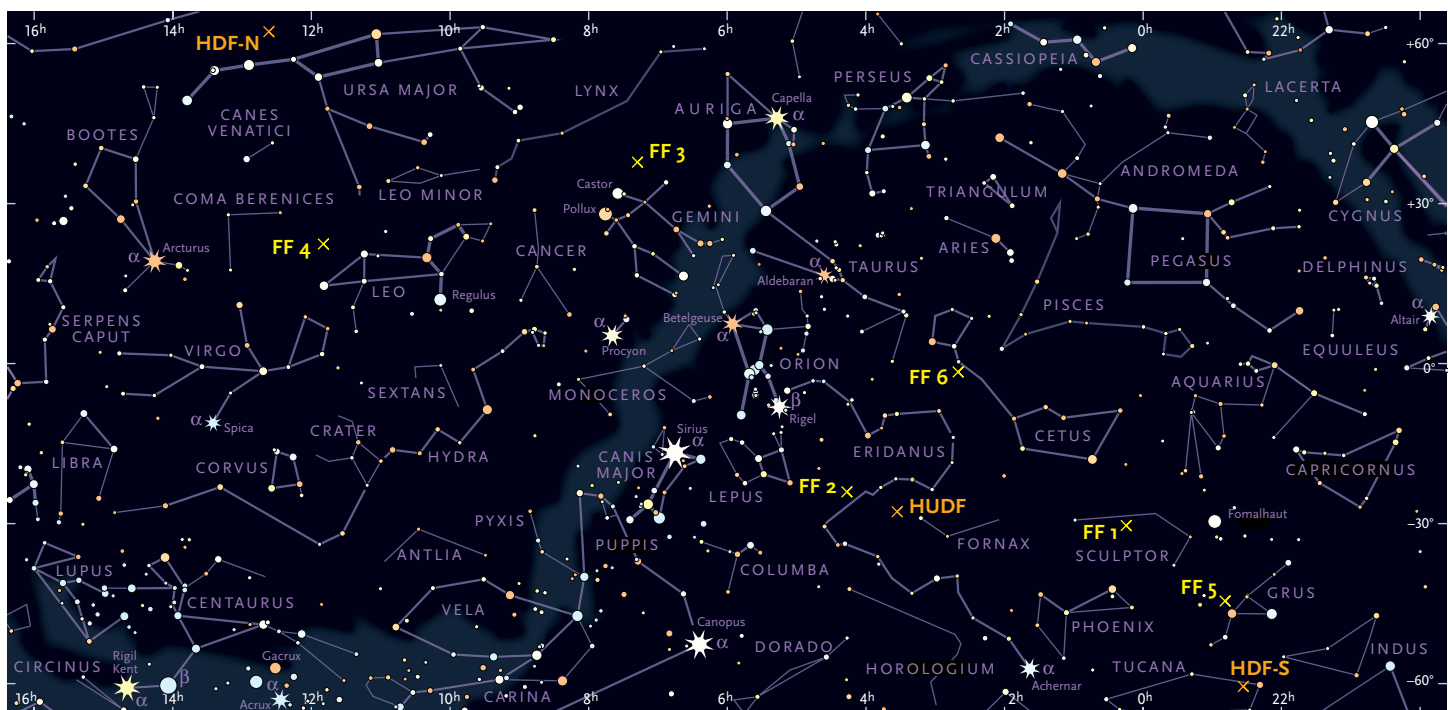 16h 14h 12h 10h 8h 6h 4h 2h 0h 22h
+60°
HDF-N
CASSIOPEIA
PERSEUS
LACERTA
URSA MAJOR
LYNX
AURIGA
Capella
α
CANES
VENATICI
BOOTES
FF 3
ANDROMEDA
COMA BERENICES
LEO MINOR
Castor
Pollux
GEMINI
TRIANGULUM
CYGNUS
+30°
Arcturus
α
FF 4
CANCER
ARIES
PEGASUS
DELPHINUS
LEO
Regulus
α
Aldebaran
TAURUS
PISCES
α
Altair
SERPENS
CAPUT
VIRGO
α
Procyon
Betelgeuse
α
ORION
EQUULEUS
0°
SEXTANS
MONOCEROS
FF 6
AQUARIUS
α
Spica
β
Rigel
CRATER
Sirius
α
CETUS
LIBRA
CORVUS
HYDRA
CANIS
MAJOR
ERIDANUS
CAPRICORNUS
LEPUS
FF 2
HUDF
PYXIS
Fomalhaut
-30°
FF 1
SCULPTOR
ANTLIA
PUPPIS
FORNAX
LUPUS
COLUMBA
FF 5
GRUS
CENTAURUS
VELA
Canopus
α
PHOENIX
DORADO
INDUS
CIRCINUS
Rigil
Kent
α
β
Gacrux
α
Acrux
CARINA
HOROLOGIUM
α
Achernar
TUCANA
HDF-S
-60°
16h 14h 12h 10h 8h 6h 4h 2h 0h 22h